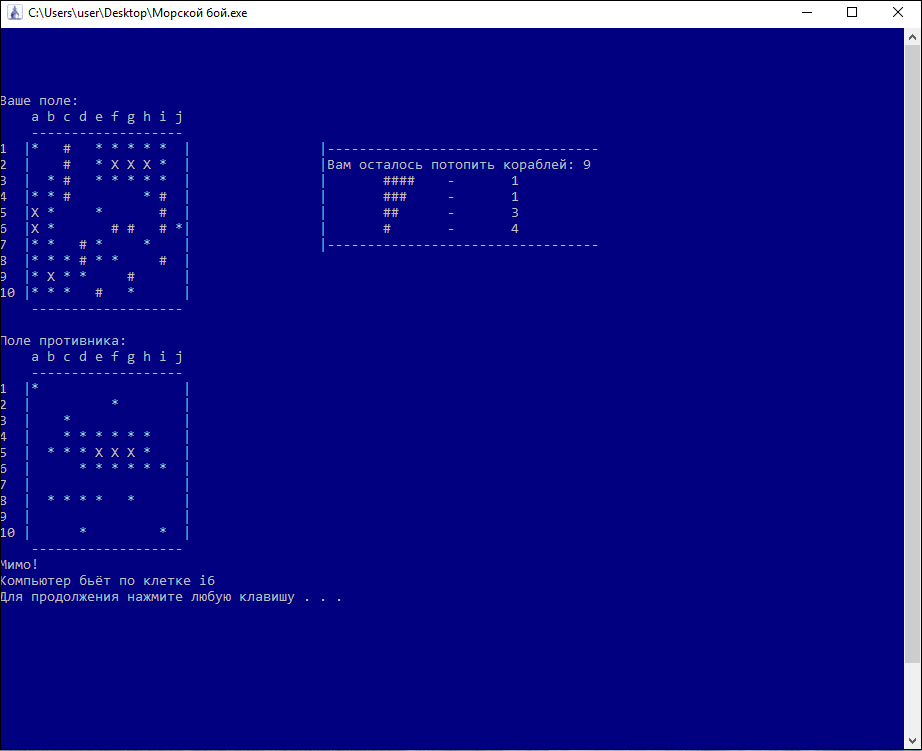 C:\Users\user\Desktop\Морской бой.exe
Ваше поле:
    a b c d e f g h i j
    -------------------
1  |*   #   * * * * *  |                |----------------------------------
2  |    #   * X X X *  |                |Вам осталось потопить кораблей: 9
3  |  * #   * * * * *  |                |       ####    -       1
4  |* * #         * #  |                |       ###     -       1
5  |X *     *       #  |                |       ##      -       3
6  |X *       # #   # *|                |       #       -       4
7  |* *   # *     *    |                |----------------------------------
8  |* * * # * *     #  |
9  |* X * *     #      |
10 |* * *   #   *      |
    -------------------
Поле противника:
    a b c d e f g h i j
    -------------------
1  |*                  |
2  |          *        |
3  |    *              |
4  |    * * * * * *    |
5  |  * * * X X X *    |
6  |      * * * * * *  |
7  |                   |
8  |  * * * *   *      |
9  |                   |
10 |      *         *  |
    -------------------
Мимо!
Компьютер бьёт по клетке i6
Для продолжения нажмите любую клавишу . . .